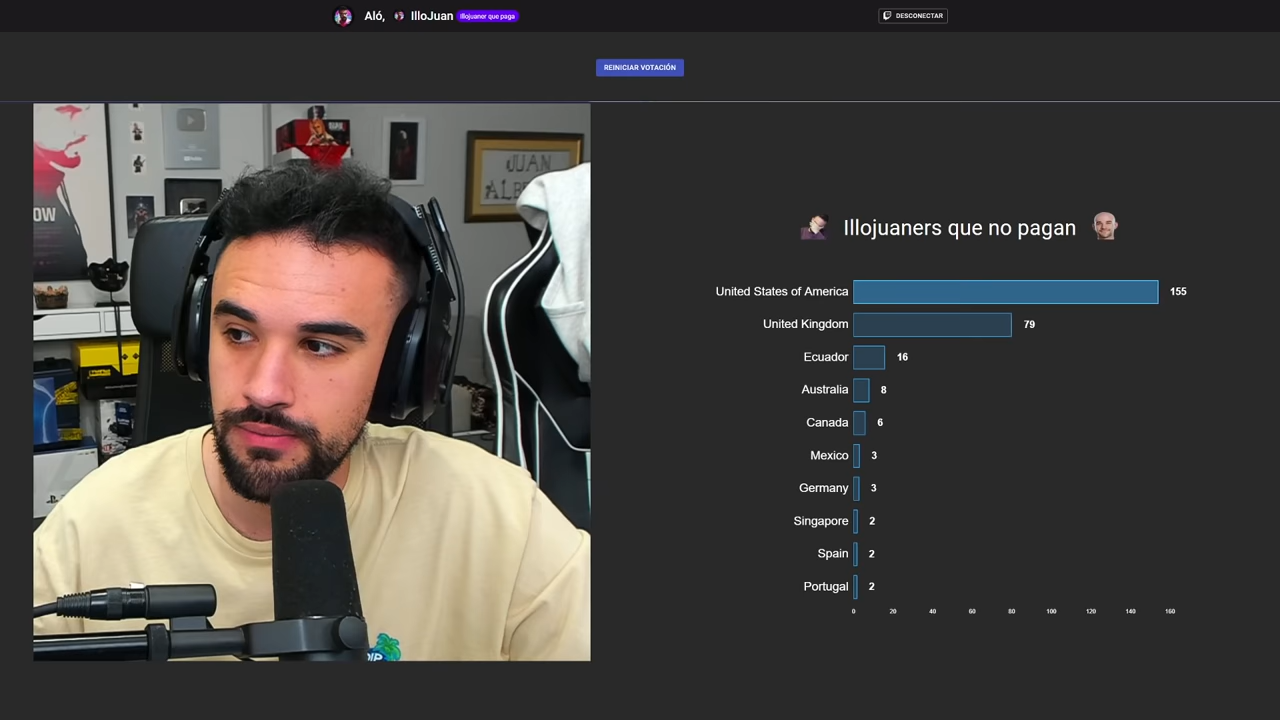 Aló, IlloJuan Illojuaner que paga
DESCONECTAR
REINICIAR VOTACIÓN
OW
JUAN
Illojuaners que no pagan
United States of America 155
United Kingdom 79
Ecuador 16
Australia 8
Canada 6
Mexico 3
Germany 3
Singapore 2
Spain 2
Portugal 2
0 20 40 60 80 100 120 140 160